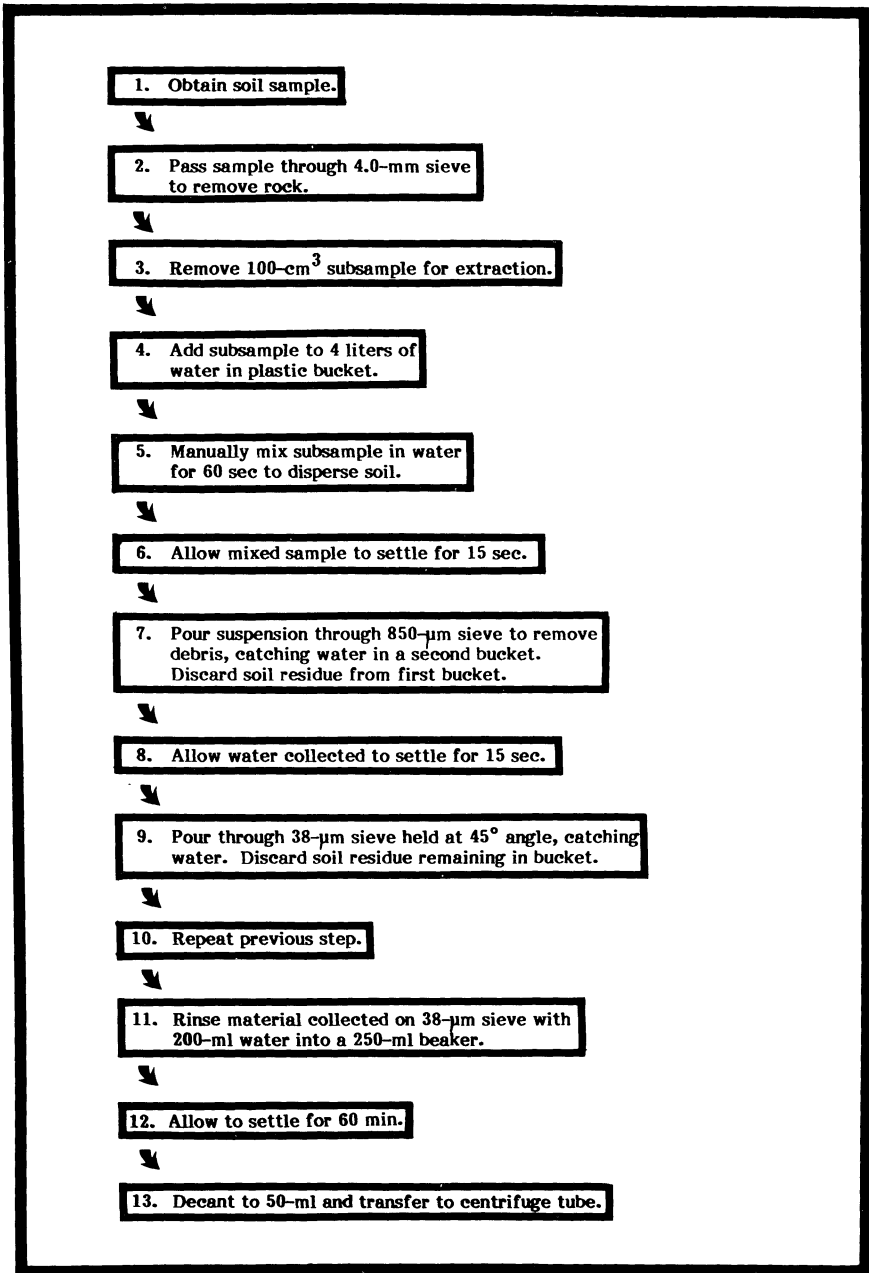 1. Obtain soil sample.
2. Pass sample through 4.0-mm sieve
to remove rock.
3. Remove 100-cm³ subsample for extraction.
4. Add subsample to 4 liters of
water in plastic bucket.
5. Manually mix subsample in water
for 60 sec to disperse soil.
6. Allow mixed sample to settle for 15 sec.
7. Pour suspension through 850-µm sieve to remove
debris, catching water in a second bucket.
Discard soil residue from first bucket.
8. Allow water collected to settle for 15 sec.
9. Pour through 38-µm sieve held at 45° angle, catching
water. Discard soil residue remaining in bucket.
10. Repeat previous step.
11. Rinse material collected on 38-µm sieve with
200-ml water into a 250-ml beaker.
12. Allow to settle for 60 min.
13. Decant to 50-ml and transfer to centrifuge tube.